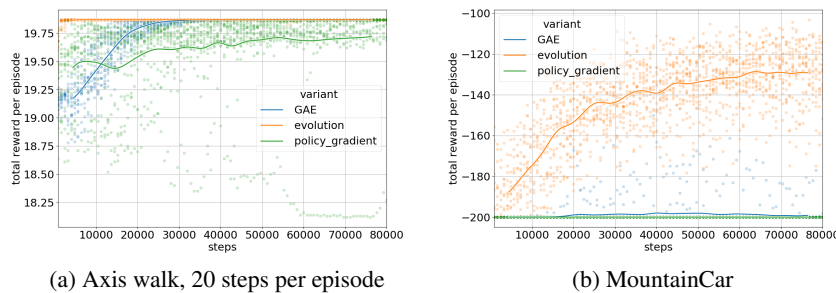 19.75
19.50
19.25
19.00
18.75
18.50
18.25
total reward per episode
variant
GAE
evolution
policy_gradient
10000 20000 30000 40000 50000 60000 70000 80000
steps
(a) Axis walk, 20 steps per episode
−100
−120
−140
−160
−180
−200
total reward per episode
variant
GAE
evolution
policy_gradient
10000 20000 30000 40000 50000 60000 70000 80000
steps
(b) MountainCar